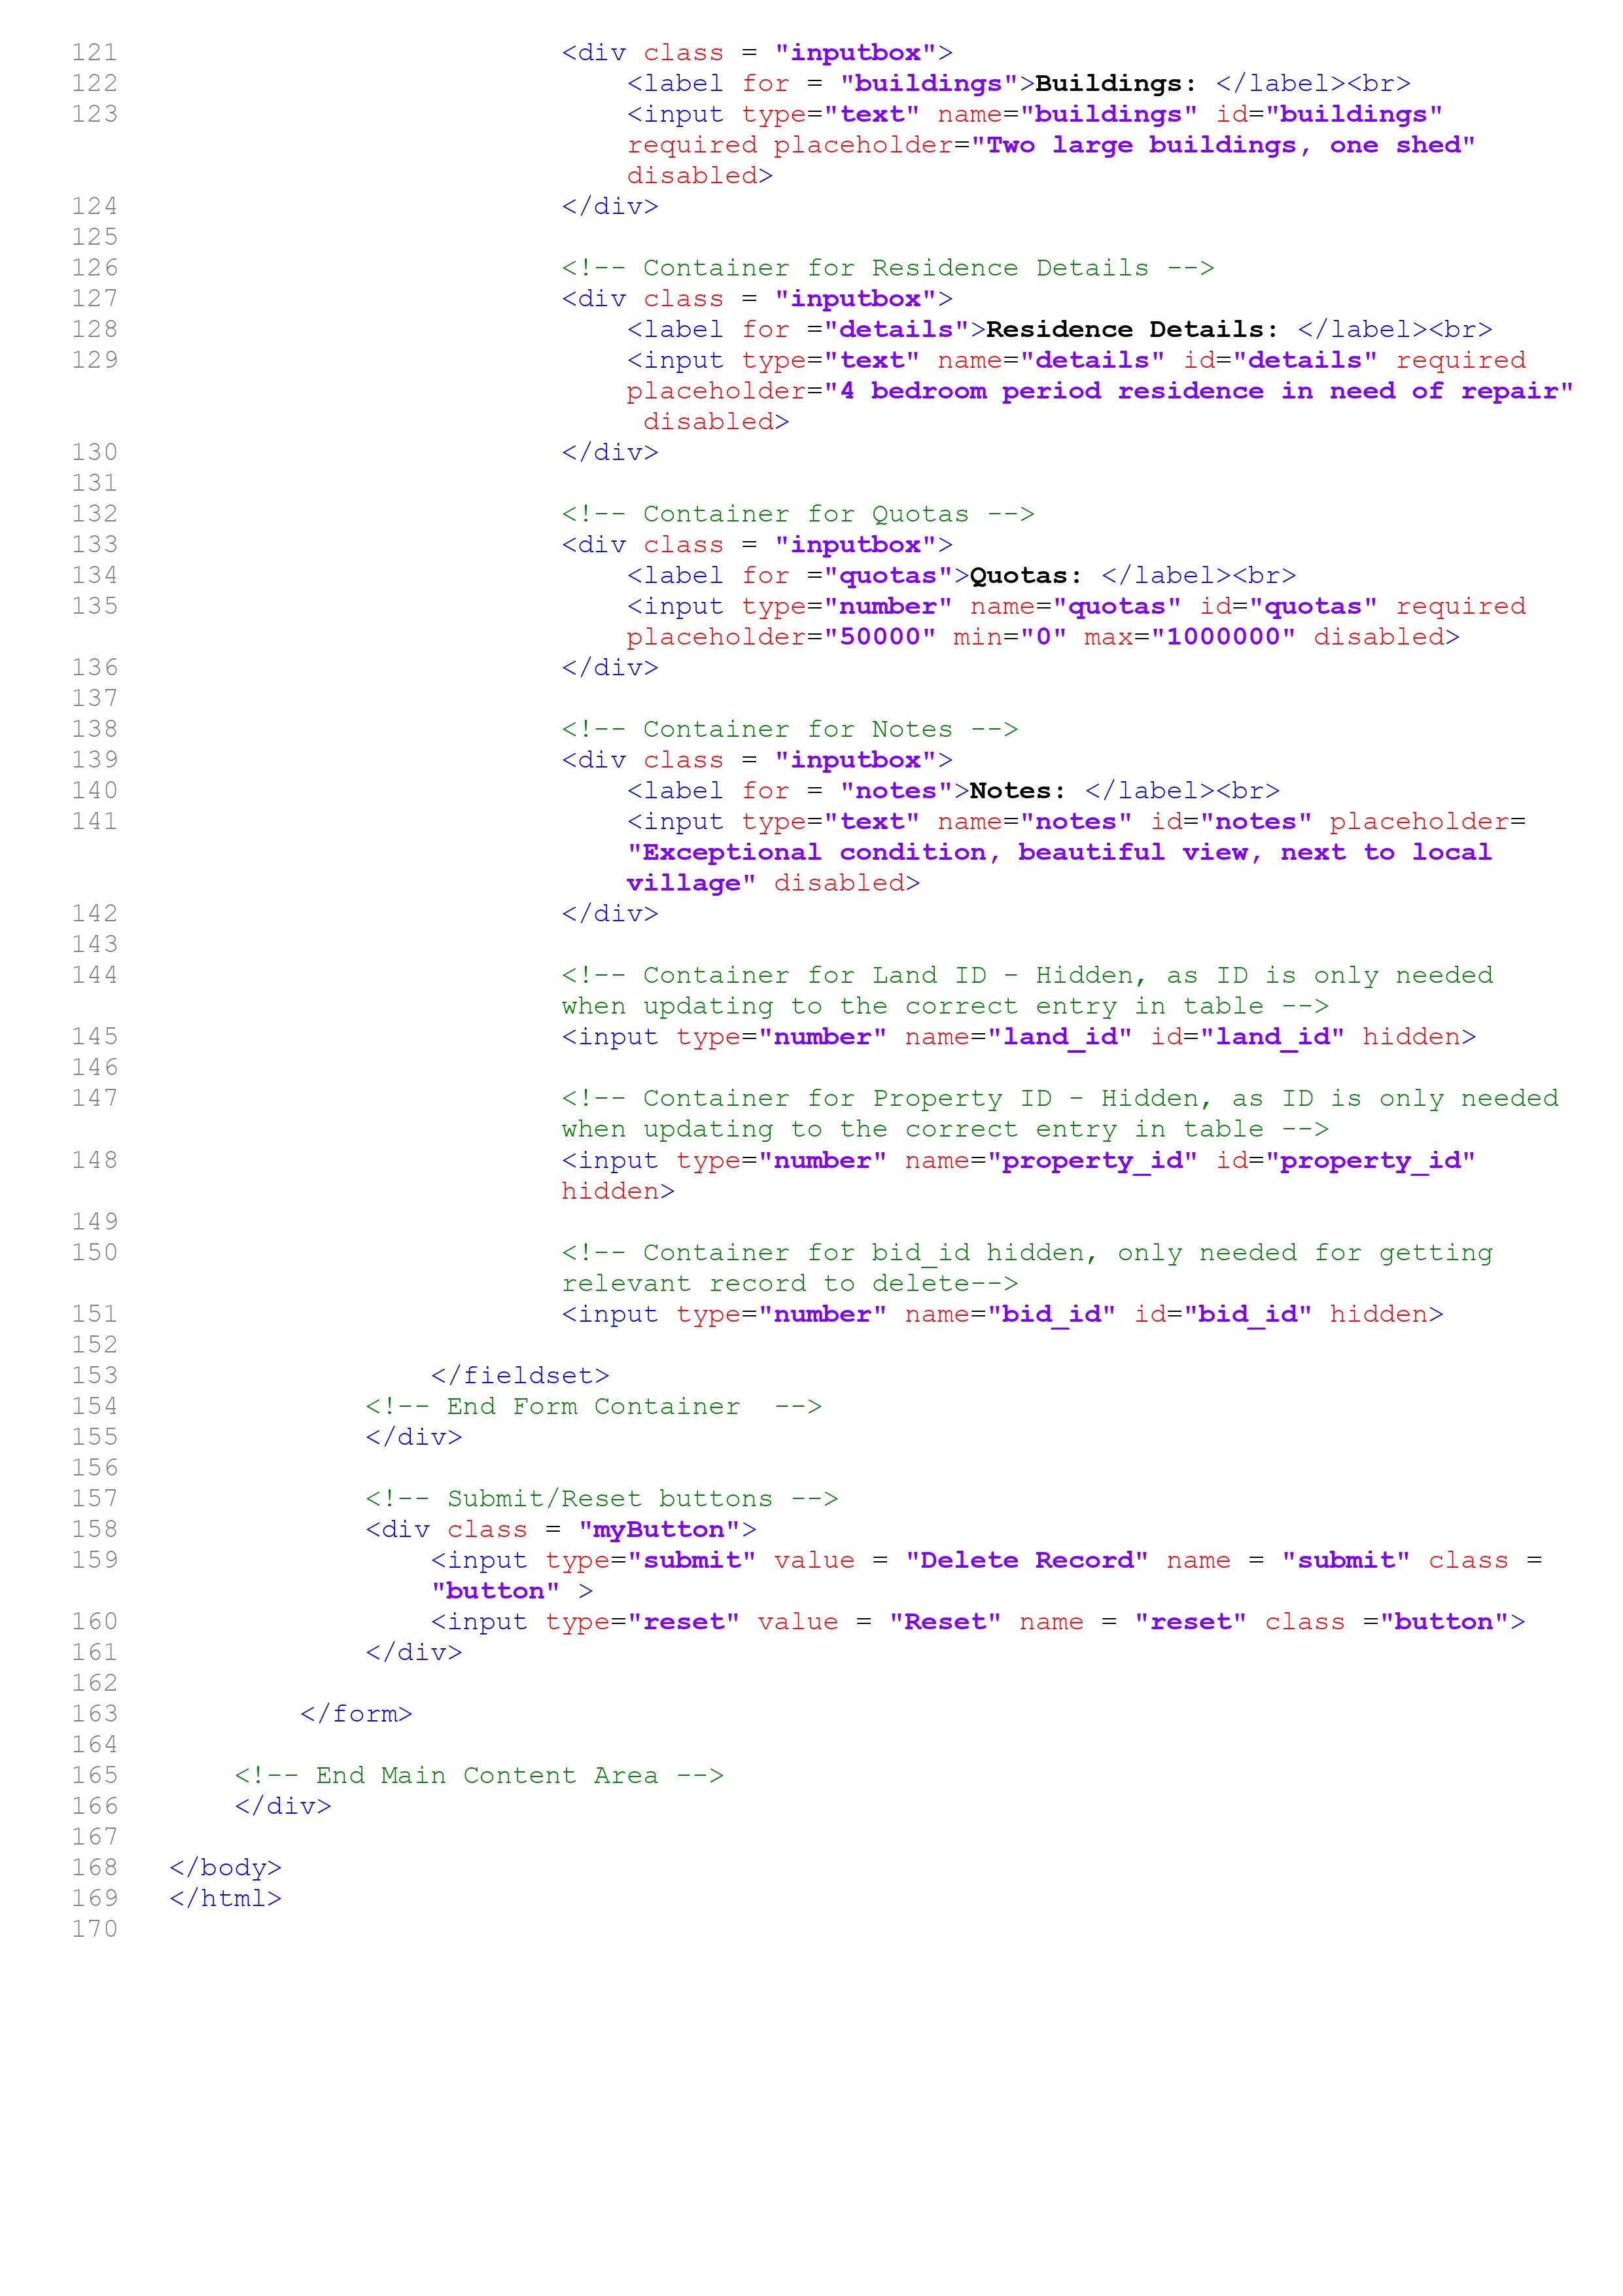 121 <div class = "inputbox">
122 <label for = "buildings">Buildings: </label><br>
123 <input type="text" name="buildings" id="buildings"
required placeholder="Two large buildings, one shed"
disabled>
124 </div>
125
126 <!-- Container for Residence Details -->
127 <div class = "inputbox">
128 <label for ="details">Residence Details: </label><br>
129 <input type="text" name="details" id="details" required
placeholder="4 bedroom period residence in need of repair"
disabled>
130 </div>
131
132 <!-- Container for Quotas -->
133 <div class = "inputbox">
134 <label for ="quotas">Quotas: </label><br>
135 <input type="number" name="quotas" id="quotas" required
placeholder="50000" min="0" max="1000000" disabled>
136 </div>
137
138 <!-- Container for Notes -->
139 <div class = "inputbox">
140 <label for = "notes">Notes: </label><br>
141 <input type="text" name="notes" id="notes" placeholder=
"Exceptional condition, beautiful view, next to local
village" disabled>
142 </div>
143
144 <!-- Container for Land ID - Hidden, as ID is only needed
when updating to the correct entry in table -->
145 <input type="number" name="land_id" id="land_id" hidden>
146
147 <!-- Container for Property ID - Hidden, as ID is only needed
when updating to the correct entry in table -->
148 <input type="number" name="property_id" id="property_id"
hidden>
149
150 <!-- Container for bid_id hidden, only needed for getting
relevant record to delete-->
151 <input type="number" name="bid_id" id="bid_id" hidden>
152
153 </fieldset>
154 <!-- End Form Container  -->
155 </div>
156
157 <!-- Submit/Reset buttons -->
158 <div class = "myButton">
159 <input type="submit" value = "Delete Record" name = "submit" class =
"button" >
160 <input type="reset" value = "Reset" name = "reset" class ="button">
161 </div>
162
163 </form>
164
165 <!-- End Main Content Area -->
166 </div>
167
168 </body>
169 </html>
170